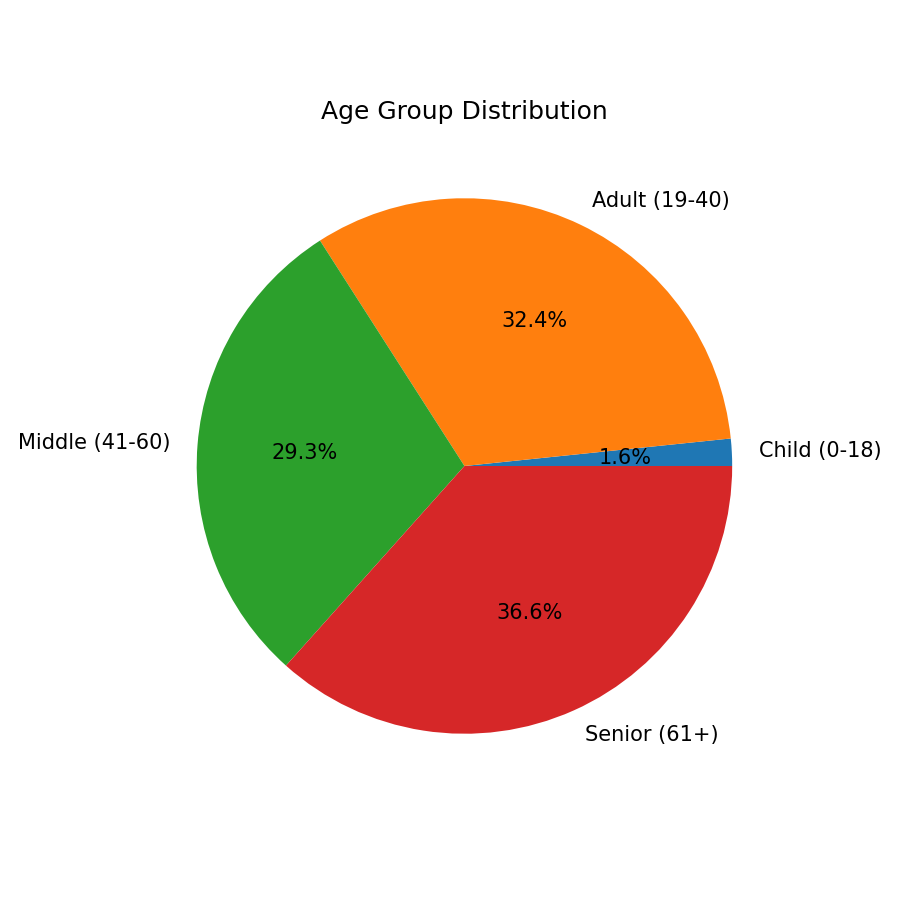 Age Group Distribution
Adult (19-40)
32.4%
Middle (41-60)
29.3%
Child (0-18)
1.6%
36.6%
Senior (61+)